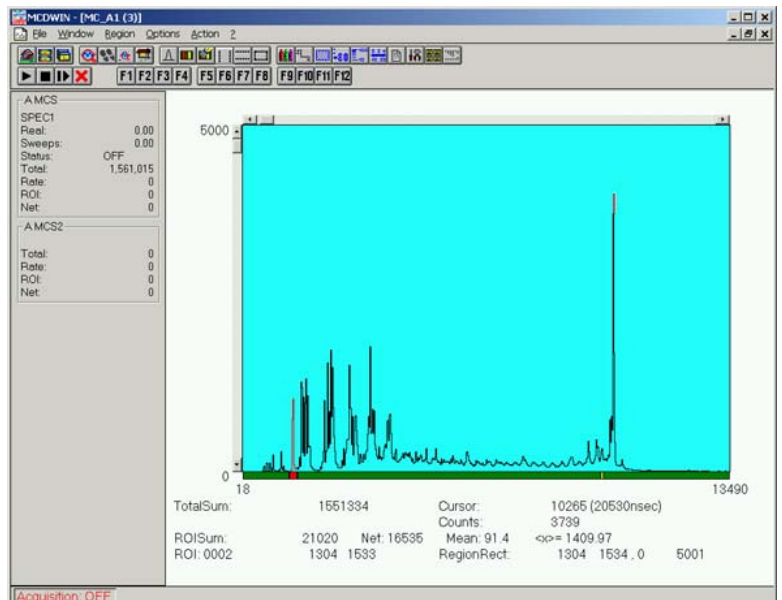 MCDWIN - [MC_A1 (3)]
File Window Region Options Action ?
F1 F2 F3 F4 F5 F6 F7 F8 F9 F10 F11 F12
A MCS
SPEC1
Real: 0.00
Sweeps: 0.00
Status: OFF
Total: 1,561,015
Rate: 0
ROI: 0
Net: 0
A MCS2
Total: 0
Rate: 0
ROI: 0
Net: 0
5000
0
18 13490
TotalSum: 1551334 Cursor: 10265 (20530nsec)
Counts: 3739
ROISum: 21020 Net: 16535 Mean: 91.4 <x>= 1409.97
ROI: 0002 1304 1533 RegionRect: 1304 1534 , 0 5001
Acquisition: OFF